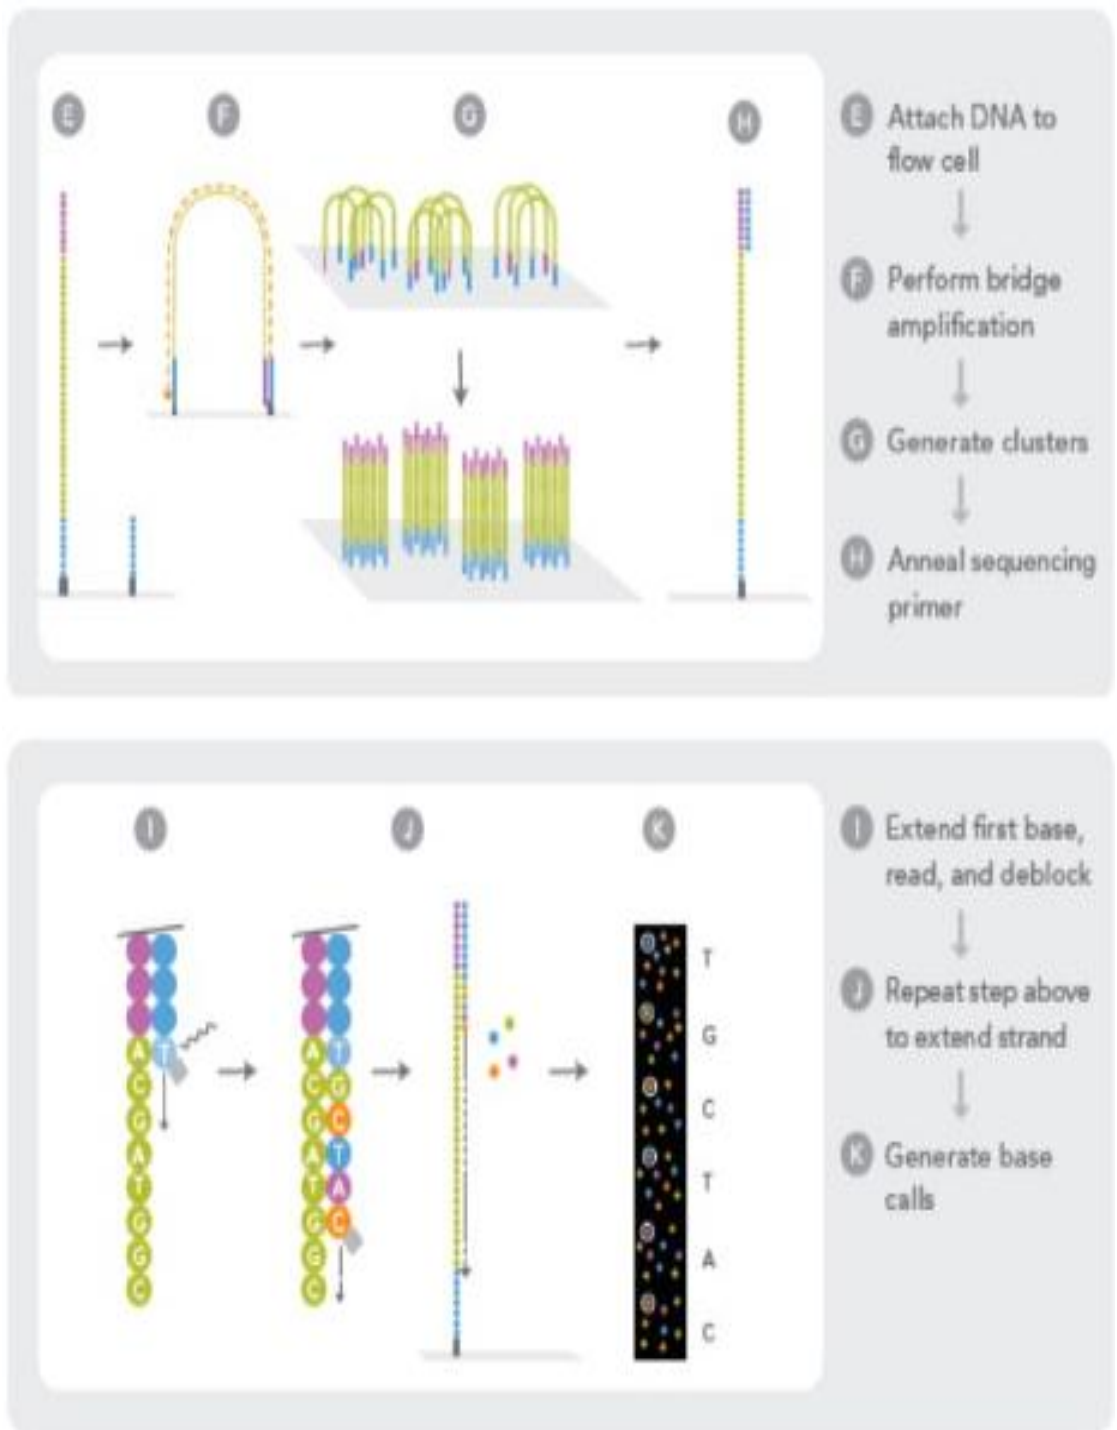 E
F
G
H
E Attach DNA to
flow cell
F Perform bridge
amplification
G Generate clusters
H Anneal sequencing
primer
I
J
K
I Extend first base,
read, and deblock
J Repeat step above
to extend strand
K Generate base
calls
A T
C
G
A
T
G
G
C
A T
C G
G C
A T
T A
G C
G
C
T
G
C
T
A
C